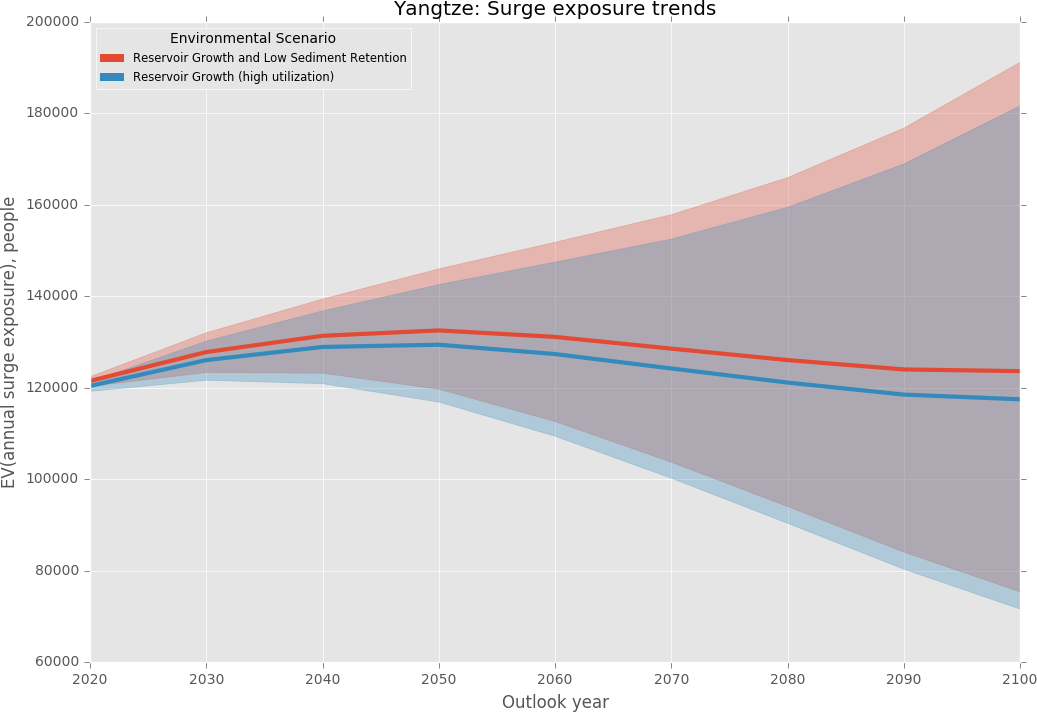 Yangtze: Surge exposure trends
200000
180000
160000
140000
120000
100000
80000
60000
EV(annual surge exposure), people
Environmental Scenario
Reservoir Growth and Low Sediment Retention
Reservoir Growth (high utilization)
2020 2030 2040 2050 2060 2070 2080 2090 2100
Outlook year